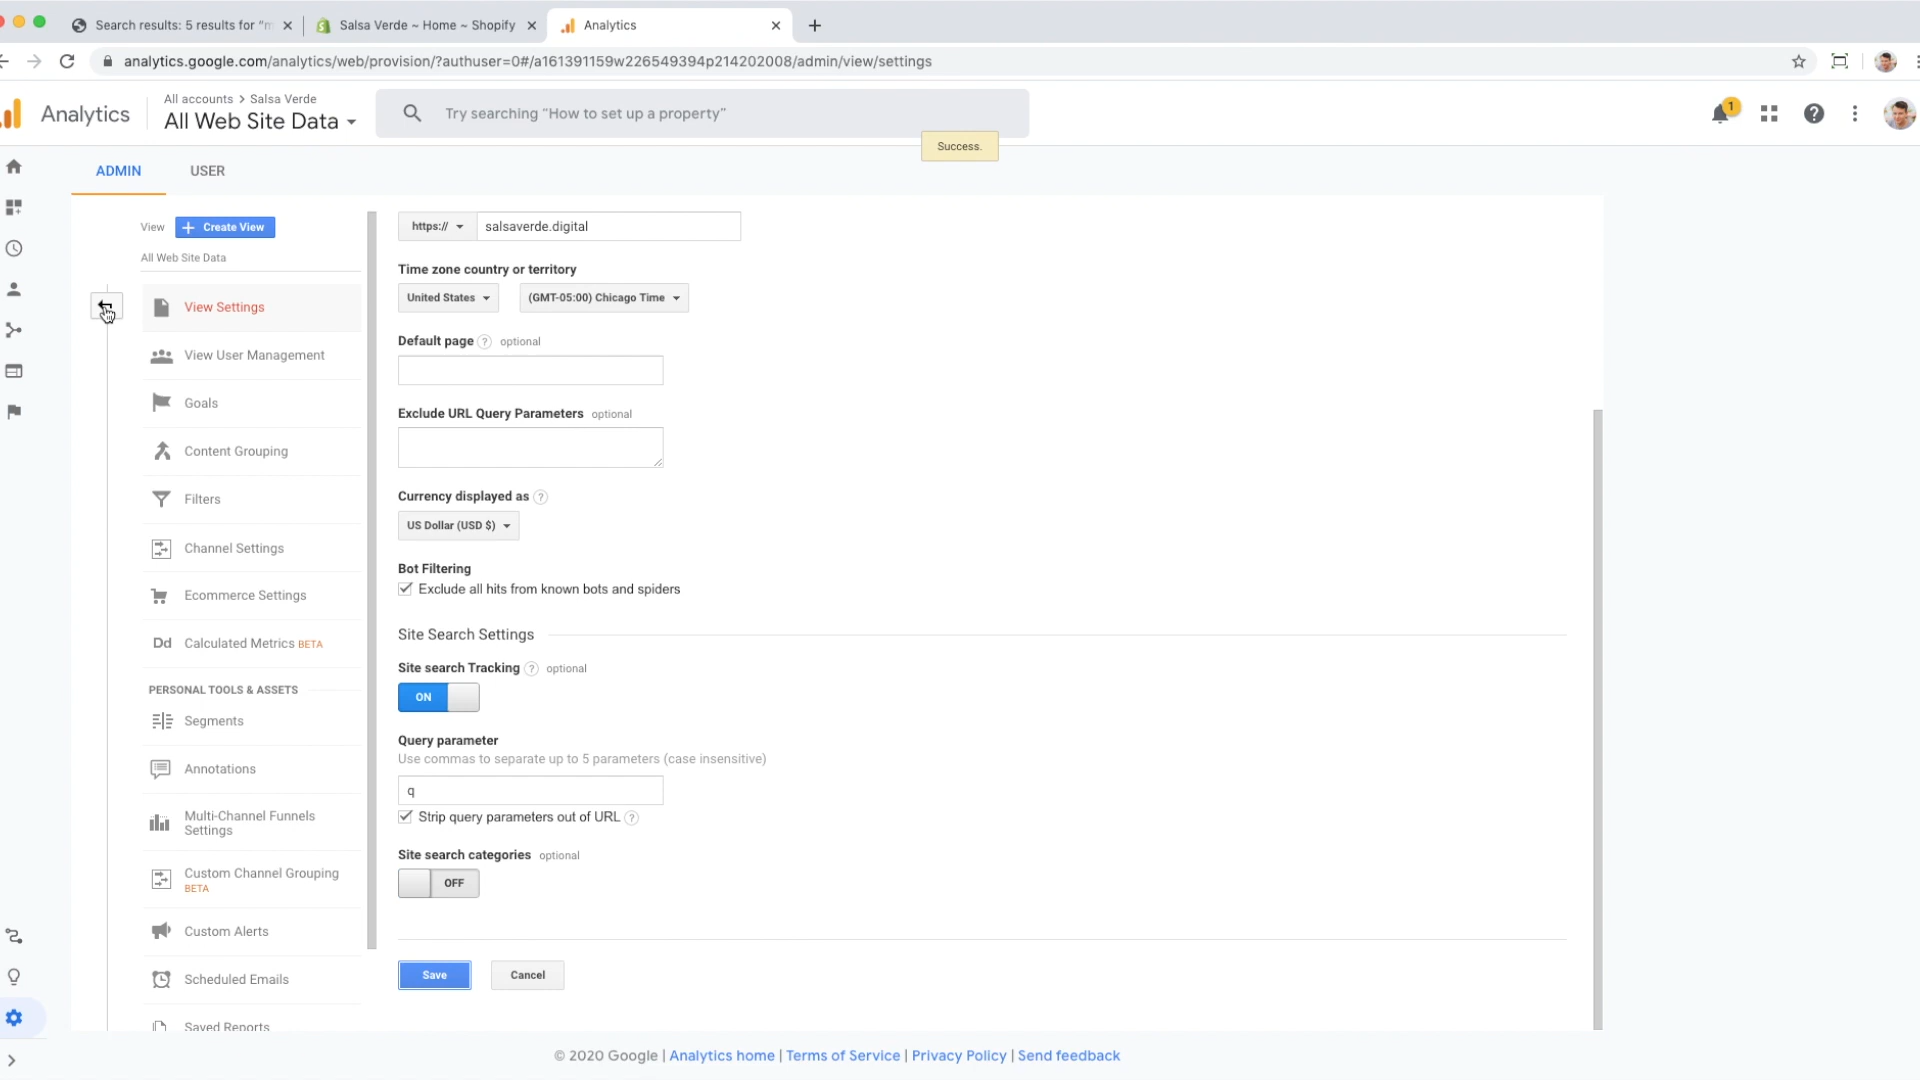 Search results: 5 results for "m
Salsa Verde ~ Home ~ Shopify
Analytics
analytics.google.com/analytics/web/provision/?authuser=0#/a161391159w226549394p214202008/admin/view/settings
Analytics
All accounts > Salsa Verde
All Web Site Data
Try searching "How to set up a property"
1
Success.
ADMIN
USER
View
+ Create View
All Web Site Data
View Settings
View User Management
Goals
Content Grouping
Filters
Channel Settings
Ecommerce Settings
Dd Calculated Metrics BETA
PERSONAL TOOLS & ASSETS
Segments
Annotations
Multi-Channel Funnels
Settings
Custom Channel Grouping
BETA
Custom Alerts
Scheduled Emails
Saved Reports
https://
salsaverde.digital
Time zone country or territory
United States
(GMT-05:00) Chicago Time
Default page ? optional
Exclude URL Query Parameters optional
Currency displayed as ?
US Dollar (USD $)
Bot Filtering
Exclude all hits from known bots and spiders
Site Search Settings
Site search Tracking ? optional
ON
Query parameter
Use commas to separate up to 5 parameters (case insensitive)
q
Strip query parameters out of URL ?
Site search categories optional
OFF
Save
Cancel
© 2020 Google | Analytics home | Terms of Service | Privacy Policy | Send feedback